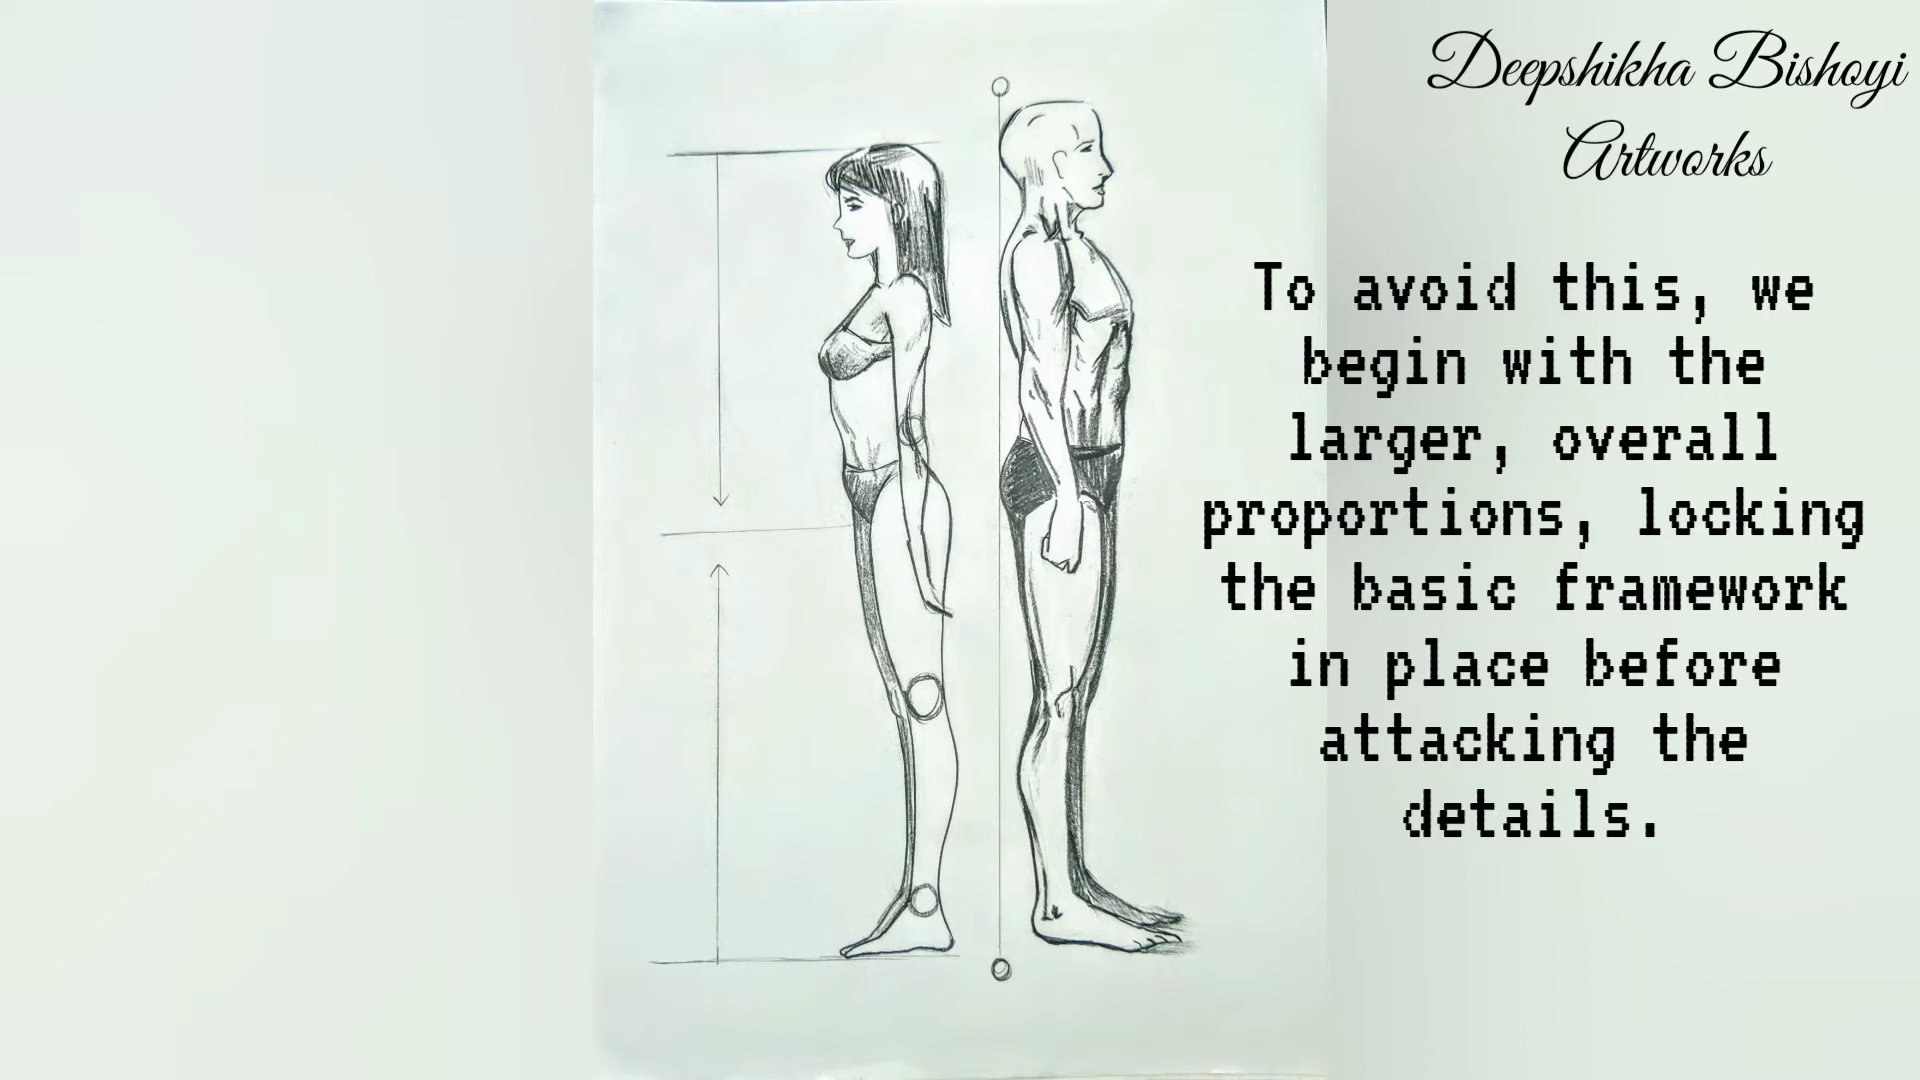 Deepshikha Bishoyi
Artworks
To avoid this, we
begin with the
larger, overall
proportions, locking
the basic framework
in place before
attacking the
details.